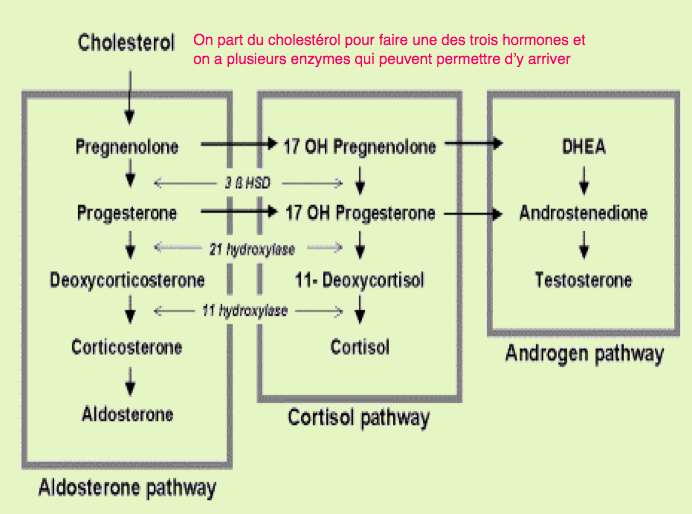 Cholesterol
On part du cholestérol pour faire une des trois hormones et
on a plusieurs enzymes qui peuvent permettre d'y arriver
Pregnenolone
17 OH Pregnenolone
DHEA
3 ß HSD
Progesterone
17 OH Progesterone
Androstenedione
21 hydroxylase
Deoxycorticosterone
11- Deoxycortisol
Testosterone
11 hydroxylase
Corticosterone
Cortisol
Androgen pathway
Aldosterone
Cortisol pathway
Aldosterone pathway